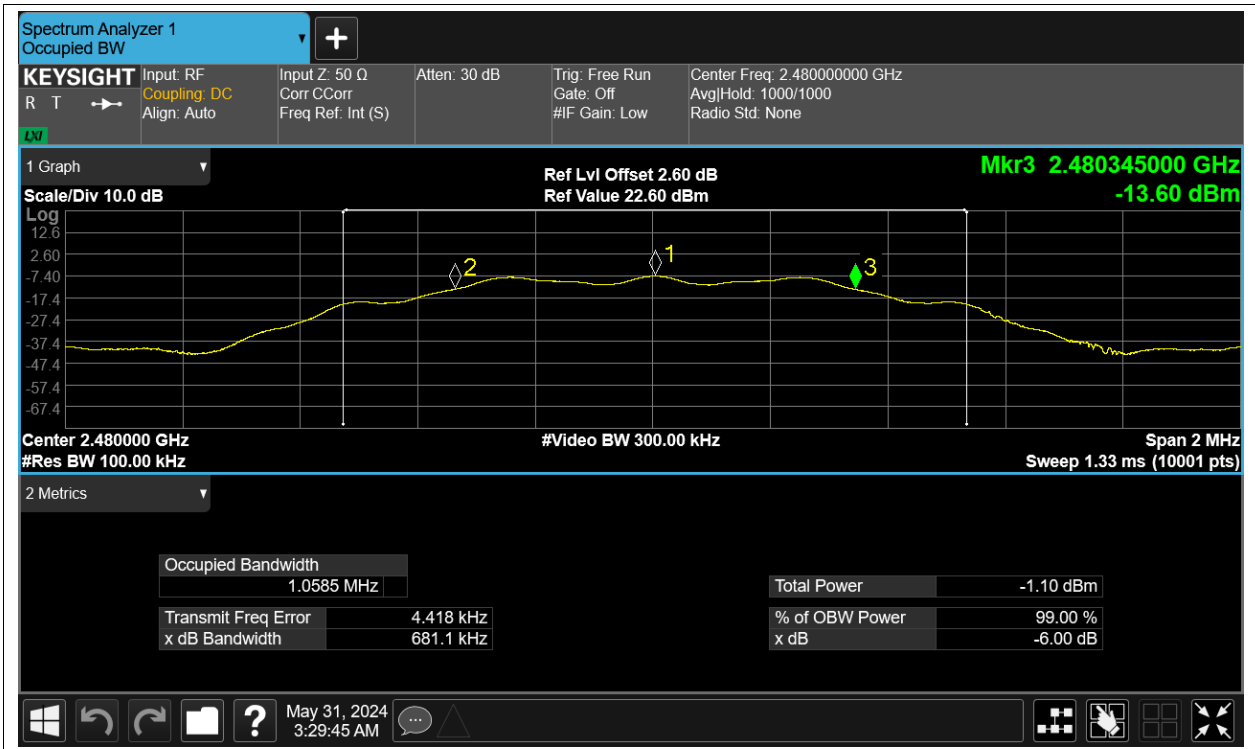 Spectrum Analyzer 1
Occupied BW
KEYSIGHT
R T
LXI
Input: RF
Coupling: DC
Align: Auto
Input Z: 50 Ω
Corr CCorr
Freq Ref: Int (S)
Atten: 30 dB
Trig: Free Run
Gate: Off
#IF Gain: Low
Center Freq: 2.480000000 GHz
Avg|Hold: 1000/1000
Radio Std: None
1 Graph
Scale/Div 10.0 dB
Ref Lvl Offset 2.60 dB
Ref Value 22.60 dBm
Mkr3 2.480345000 GHz
-13.60 dBm
Log
12.6
2.60
-7.40
-17.4
-27.4
-37.4
-47.4
-57.4
-67.4
2
1
3
Center 2.480000 GHz
#Res BW 100.00 kHz
#Video BW 300.00 kHz
Span 2 MHz
Sweep 1.33 ms (10001 pts)
2 Metrics
Occupied Bandwidth
1.0585 MHz
Transmit Freq Error 4.418 kHz
x dB Bandwidth 681.1 kHz
Total Power -1.10 dBm
% of OBW Power 99.00 %
x dB -6.00 dB
?
May 31, 2024
3:29:45 AM